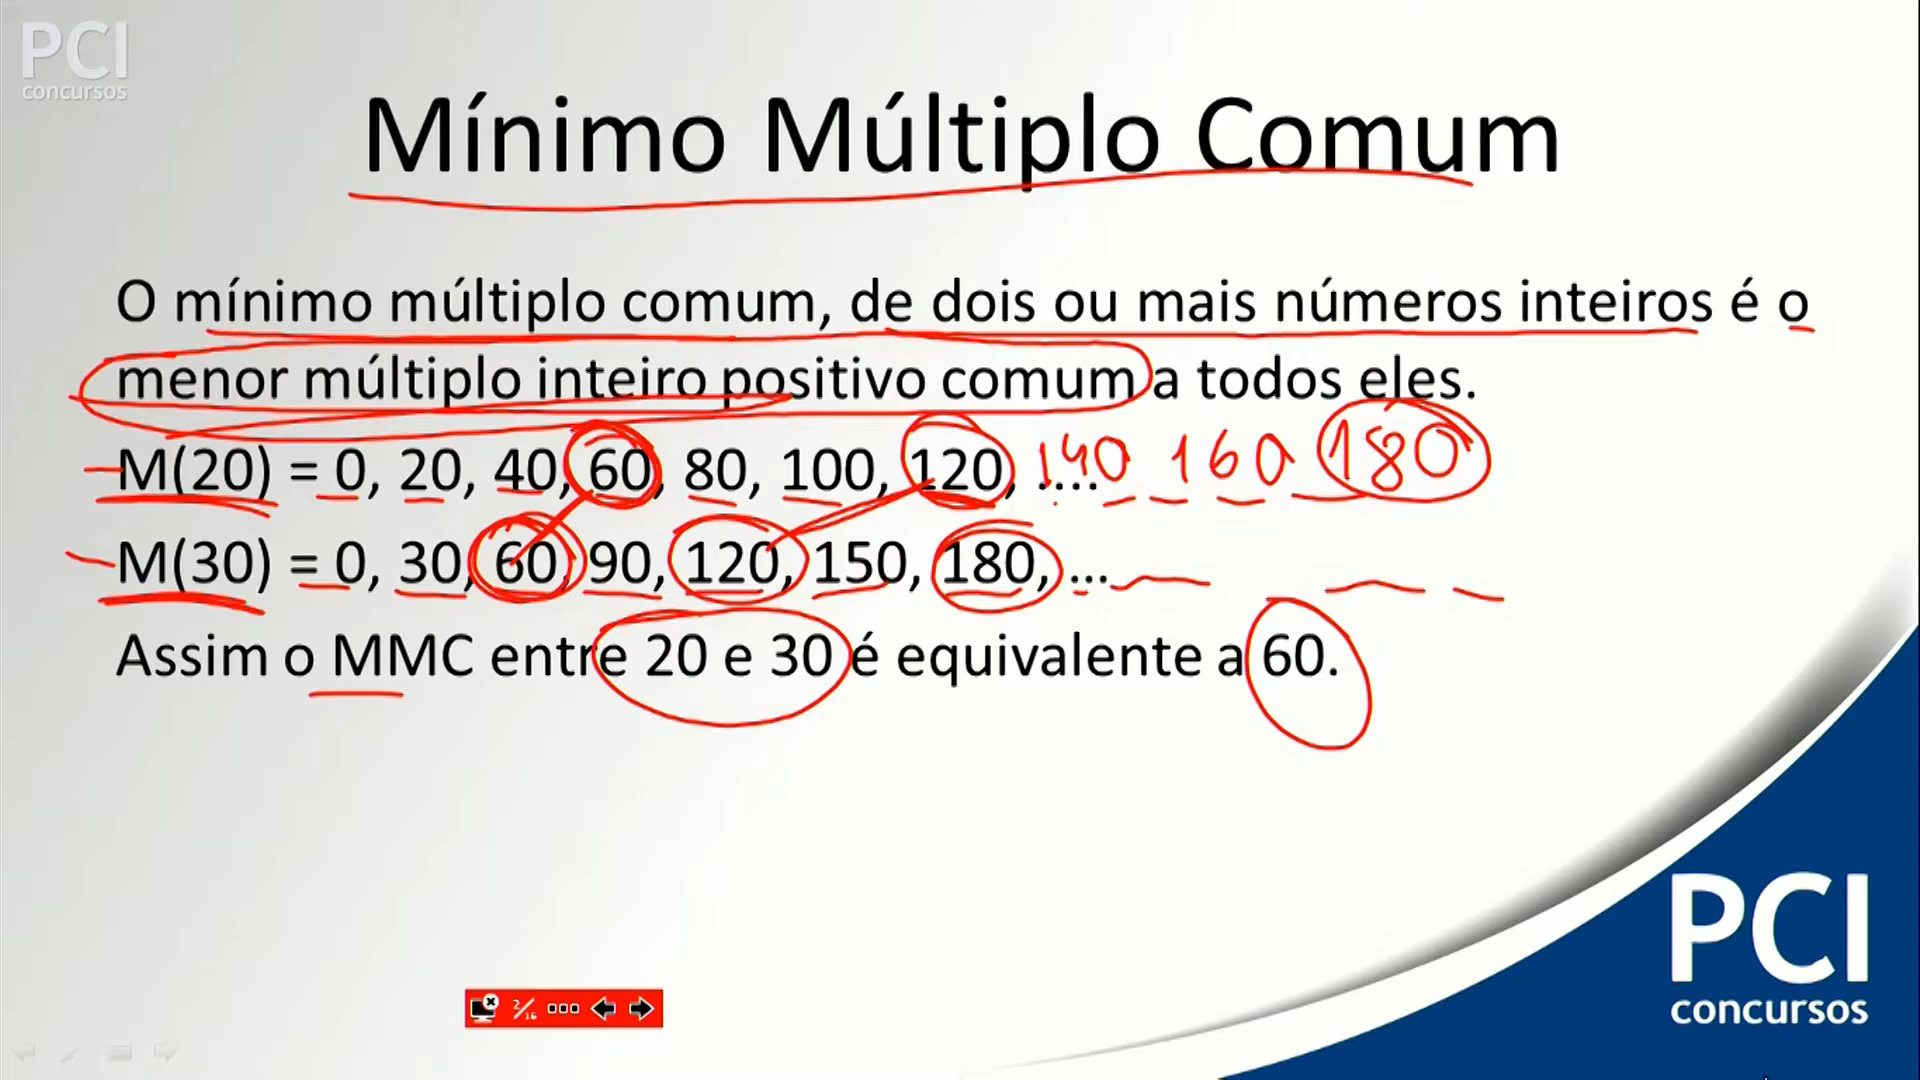 PCI
concursos
Mínimo Múltiplo Comum
O mínimo múltiplo comum, de dois ou mais números inteiros é o
menor múltiplo inteiro positivo comum a todos eles.
M(20) = 0, 20, 40, 60, 80, 100, 120, .... 140 160 180
M(30) = 0, 30, 60, 90, 120, 150, 180, ...
Assim o MMC entre 20 e 30 é equivalente a 60.
PCI
concursos
2/16